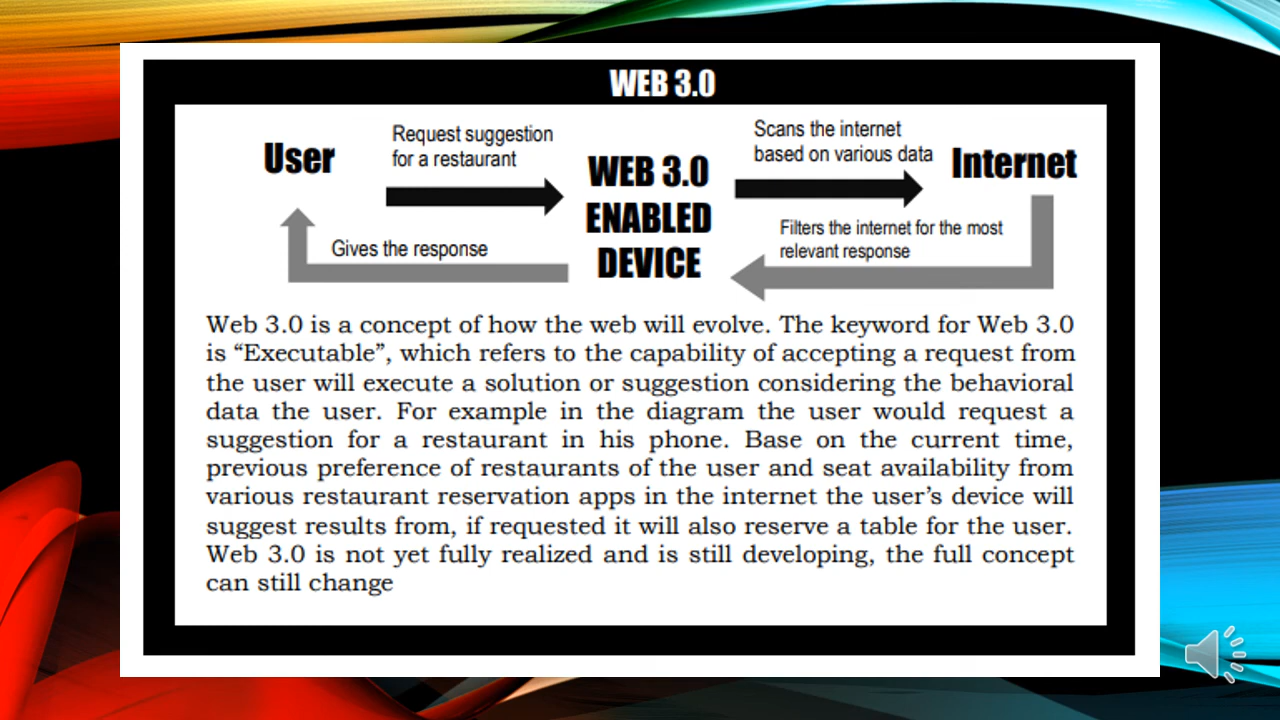 WEB 3.0
User
Request suggestion
for a restaurant
WEB 3.0
ENABLED
DEVICE
Scans the internet
based on various data
Internet
Gives the response
Filters the internet for the most
relevant response
Web 3.0 is a concept of how the web will evolve. The keyword for Web 3.0
is “Executable”, which refers to the capability of accepting a request from
the user will execute a solution or suggestion considering the behavioral
data the user. For example in the diagram the user would request a
suggestion for a restaurant in his phone. Base on the current time,
previous preference of restaurants of the user and seat availability from
various restaurant reservation apps in the internet the user’s device will
suggest results from, if requested it will also reserve a table for the user.
Web 3.0 is not yet fully realized and is still developing, the full concept
can still change